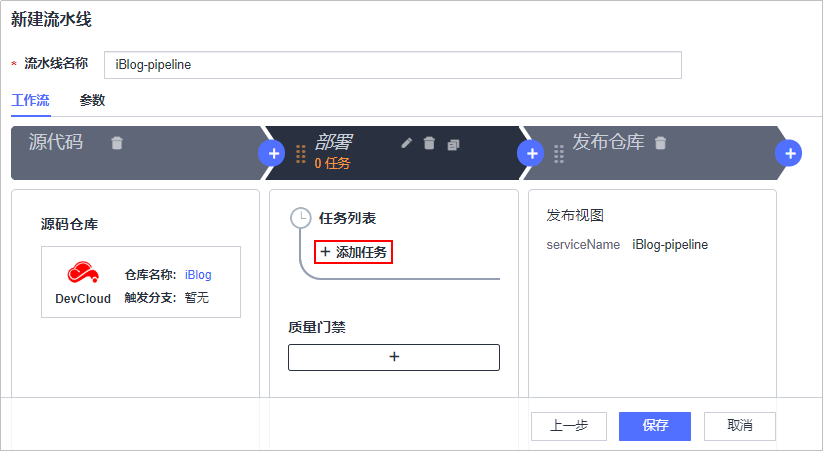 新建流水线
* 流水线名称 iBlog-pipeline
工作流 参数
源代码 部署 发布仓库
0 任务
源码仓库 任务列表 发布视图
+ 添加任务 serviceName iBlog-pipeline
仓库名称: iBlog
DevCloud 触发分支: 暂无
质量门禁
+
上一步 保存 取消